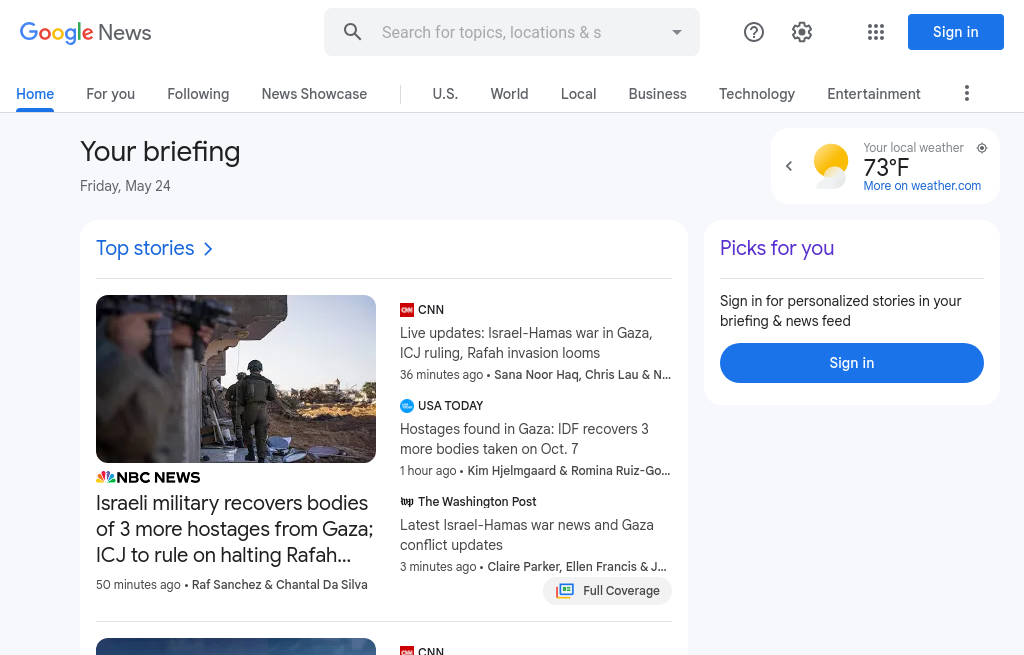 Google News
Search for topics, locations & s
Sign in
Home
For you
Following
News Showcase
U.S.
World
Local
Business
Technology
Entertainment
Your briefing
Friday, May 24
Your local weather
73°F
More on weather.com
Top stories
NBC NEWS
Israeli military recovers bodies
of 3 more hostages from Gaza;
ICJ to rule on halting Rafah...
50 minutes ago • Raf Sanchez & Chantal Da Silva
CNN
Live updates: Israel-Hamas war in Gaza,
ICJ ruling, Rafah invasion looms
36 minutes ago • Sana Noor Haq, Chris Lau & N...
USA TODAY
Hostages found in Gaza: IDF recovers 3
more bodies taken on Oct. 7
1 hour ago • Kim Hjelmgaard & Romina Ruiz-Go...
wp The Washington Post
Latest Israel-Hamas war news and Gaza
conflict updates
3 minutes ago • Claire Parker, Ellen Francis & J...
Full Coverage
CNN
Picks for you
Sign in for personalized stories in your
briefing & news feed
Sign in